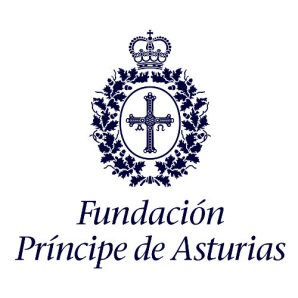 Α Ω
Fundación
Príncipe de Asturias